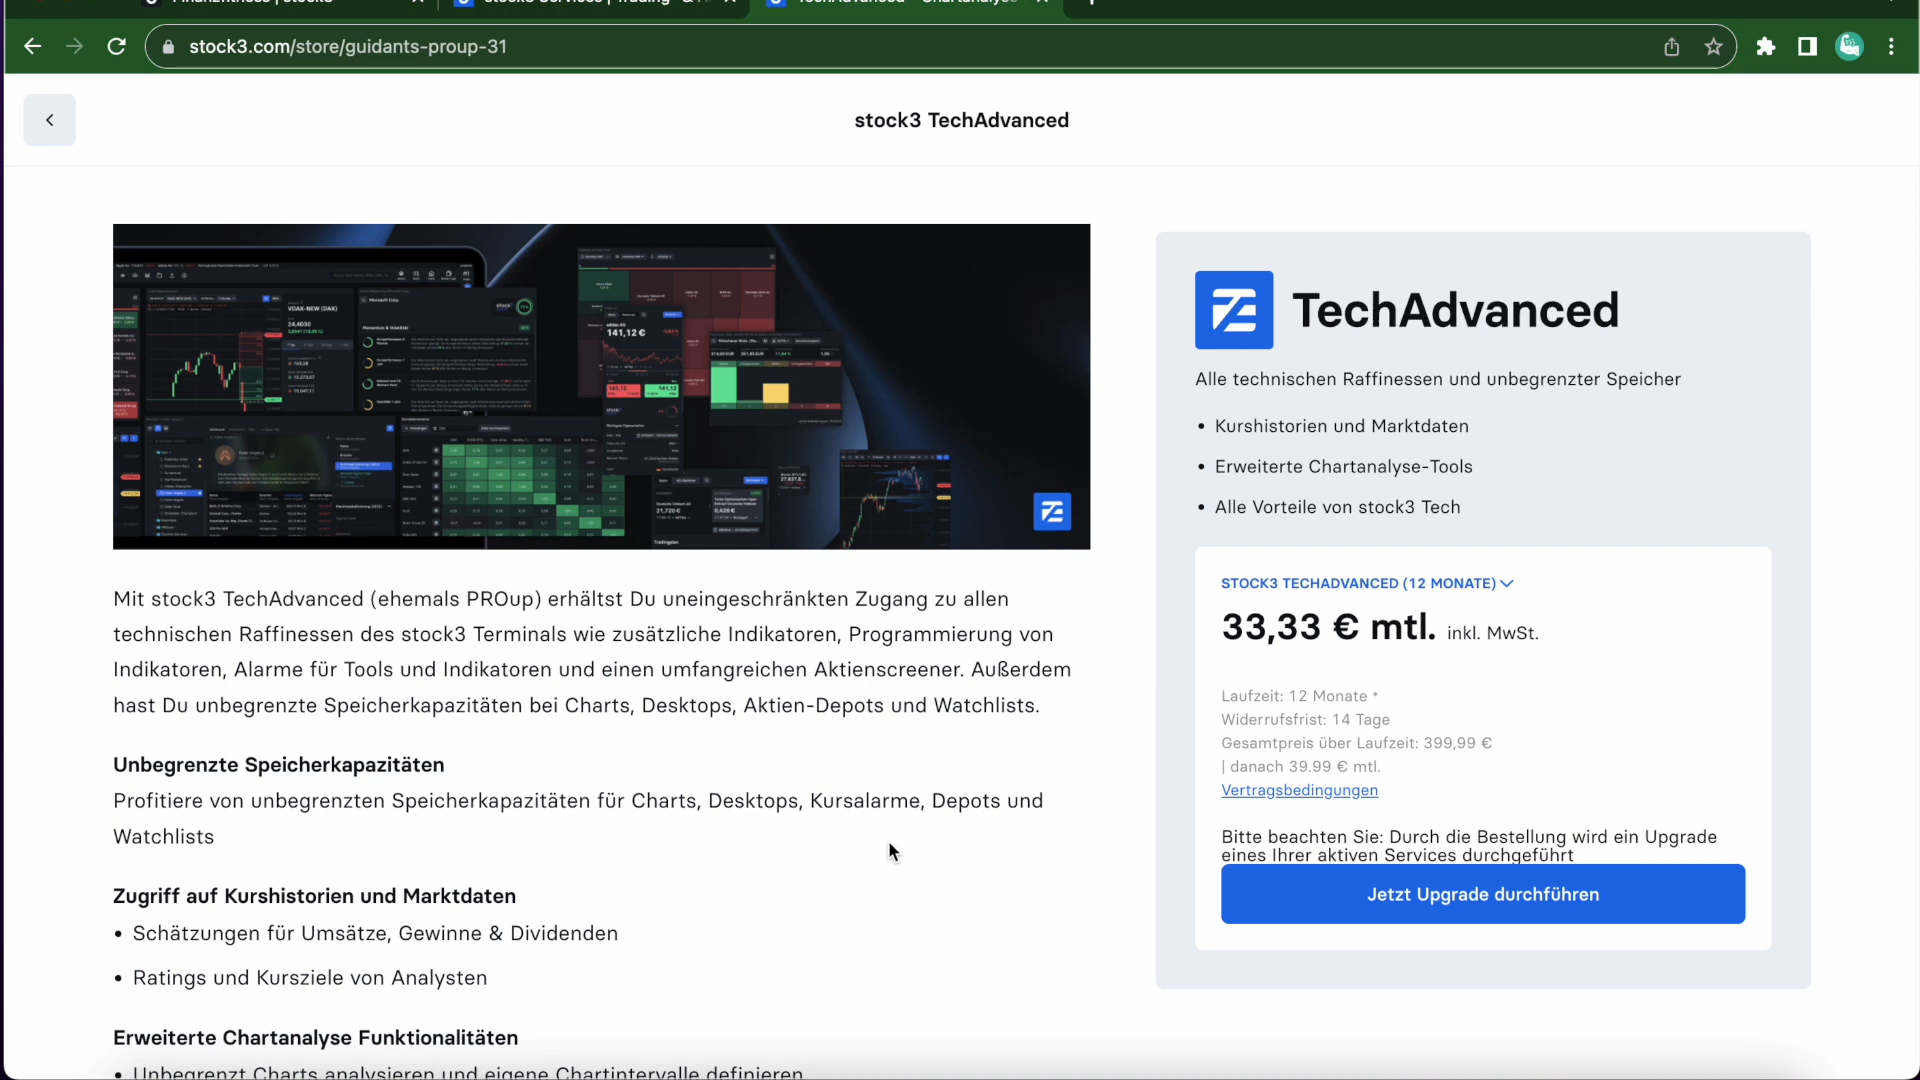 stock3.com/store/guidants-proup-31
stock3 TechAdvanced
141,12 €
TechAdvanced
Alle technischen Raffinessen und unbegrenzter Speicher
• Kurshistorien und Marktdaten
• Erweiterte Chartanalyse-Tools
• Alle Vorteile von stock3 Tech
STOCK3 TECHADVANCED (12 MONATE)
33,33 € mtl. inkl. MwSt.
Laufzeit: 12 Monate *
Widerrufsfrist: 14 Tage
Gesamtpreis über Laufzeit: 399,99 €
| danach 39.99 € mtl.
Vertragsbedingungen
Bitte beachten Sie: Durch die Bestellung wird ein Upgrade
eines Ihrer aktiven Services durchgeführt
Jetzt Upgrade durchführen
Mit stock3 TechAdvanced (ehemals PROup) erhältst Du uneingeschränkten Zugang zu allen
technischen Raffinessen des stock3 Terminals wie zusätzliche Indikatoren, Programmierung von
Indikatoren, Alarme für Tools und Indikatoren und einen umfangreichen Aktienscreener. Außerdem
hast Du unbegrenzte Speicherkapazitäten bei Charts, Desktops, Aktien-Depots und Watchlists.
Unbegrenzte Speicherkapazitäten
Profitiere von unbegrenzten Speicherkapazitäten für Charts, Desktops, Kursalarme, Depots und
Watchlists
Zugriff auf Kurshistorien und Marktdaten
• Schätzungen für Umsätze, Gewinne & Dividenden
• Ratings und Kursziele von Analysten
Erweiterte Chartanalyse Funktionalitäten
• Unbegrenzt Charts analysieren und eigene Chartintervalle definieren